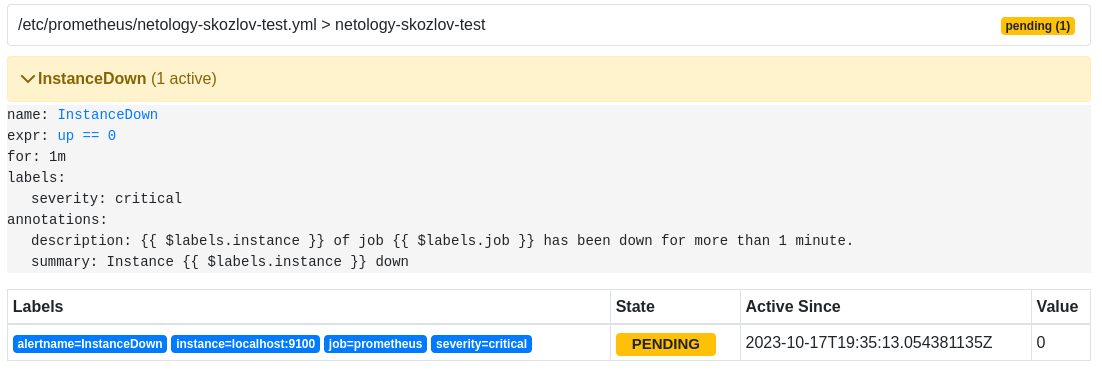 /etc/prometheus/netology-skozlov-test.yml > netology-skozlov-test pending (1)
InstanceDown (1 active)
name: InstanceDown
expr: up == 0
for: 1m
labels:
severity: critical
annotations:
description: {{ $labels.instance }} of job {{ $labels.job }} has been down for more than 1 minute.
summary: Instance {{ $labels.instance }} down
Labels State Active Since Value
alertname=InstanceDown instance=localhost:9100 job=prometheus severity=critical PENDING 2023-10-17T19:35:13.054381135Z 0